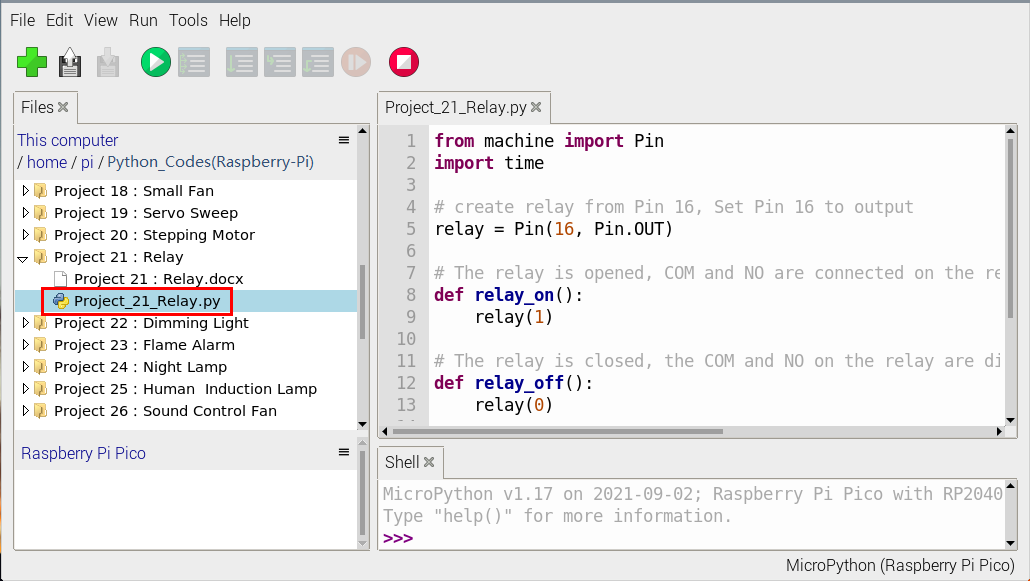 File Edit View Run Tools Help
Files
This computer
/ home / pi / Python_Codes(Raspberry-Pi)
Project 18 : Small Fan
Project 19 : Servo Sweep
Project 20 : Stepping Motor
Project 21 : Relay
Project 21 : Relay.docx
Project_21_Relay.py
Project 22 : Dimming Light
Project 23 : Flame Alarm
Project 24 : Night Lamp
Project 25 : Human  Induction Lamp
Project 26 : Sound Control Fan
Raspberry Pi Pico
Project_21_Relay.py
1 from machine import Pin
2 import time
3
4 # create relay from Pin 16, Set Pin 16 to output
5 relay = Pin(16, Pin.OUT)
6
7 # The relay is opened, COM and NO are connected on the re
8 def relay_on():
9     relay(1)
10
11 # The relay is closed, the COM and NO on the relay are di
12 def relay_off():
13     relay(0)
Shell
MicroPython v1.17 on 2021-09-02; Raspberry Pi Pico with RP2040
Type "help()" for more information.
>>>
MicroPython (Raspberry Pi Pico)